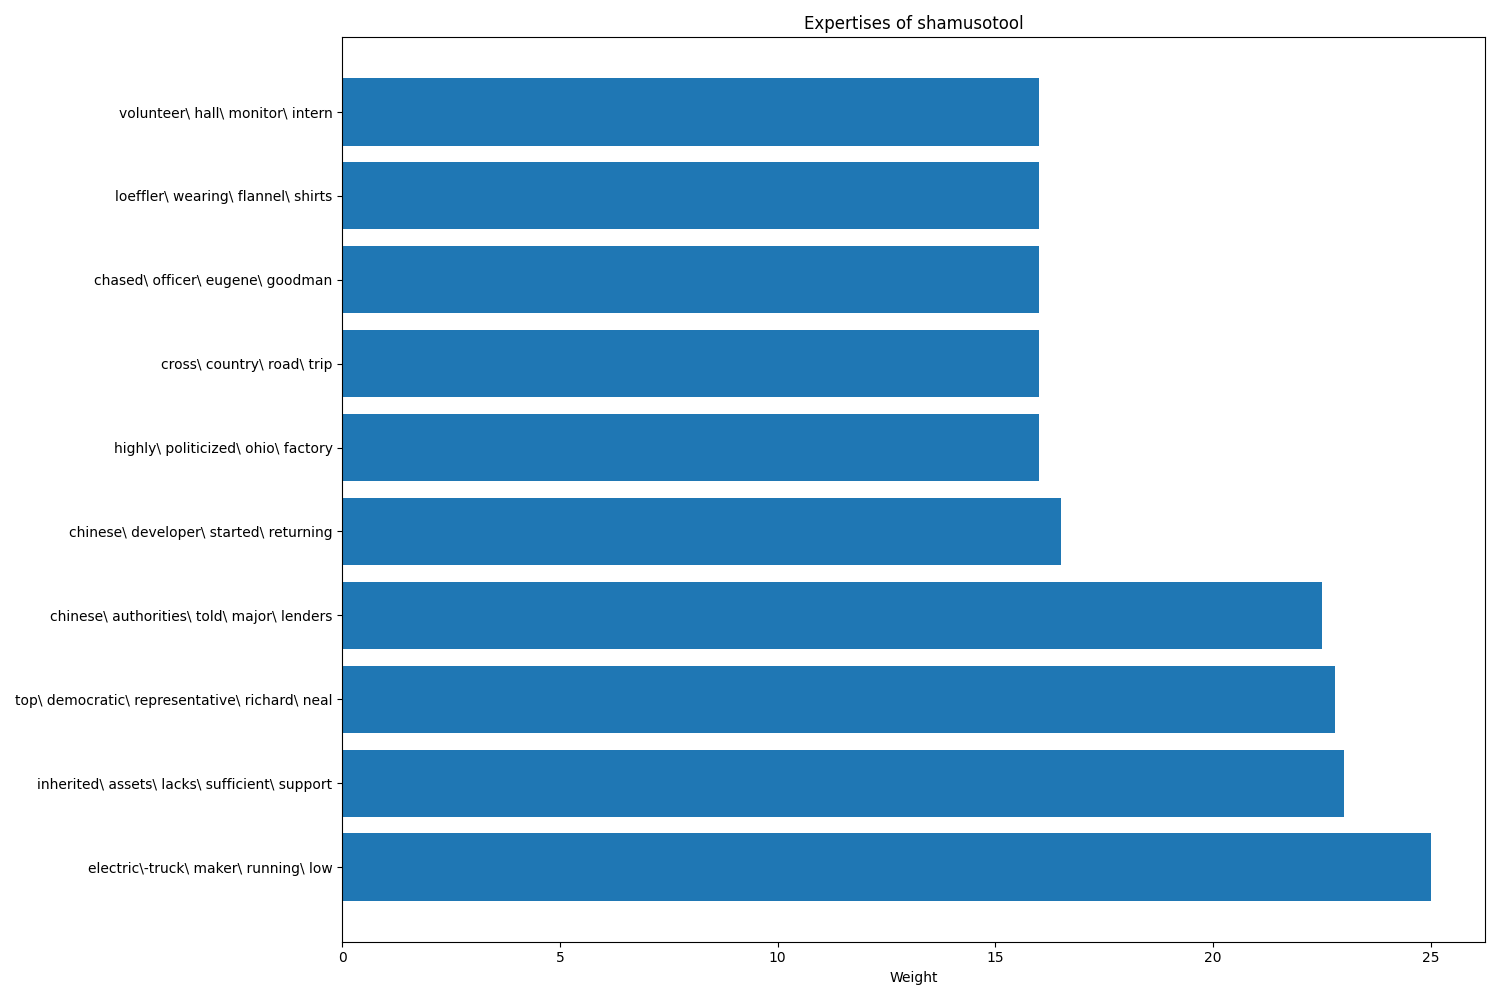 Expertises of shamusotool
volunteer\ hall\ monitor\ intern
loeffler\ wearing\ flannel\ shirts
chased\ officer\ eugene\ goodman
cross\ country\ road\ trip
highly\ politicized\ ohio\ factory
chinese\ developer\ started\ returning
chinese\ authorities\ told\ major\ lenders
top\ democratic\ representative\ richard\ neal
inherited\ assets\ lacks\ sufficient\ support
electric\-truck\ maker\ running\ low
0 5 10 15 20 25
Weight